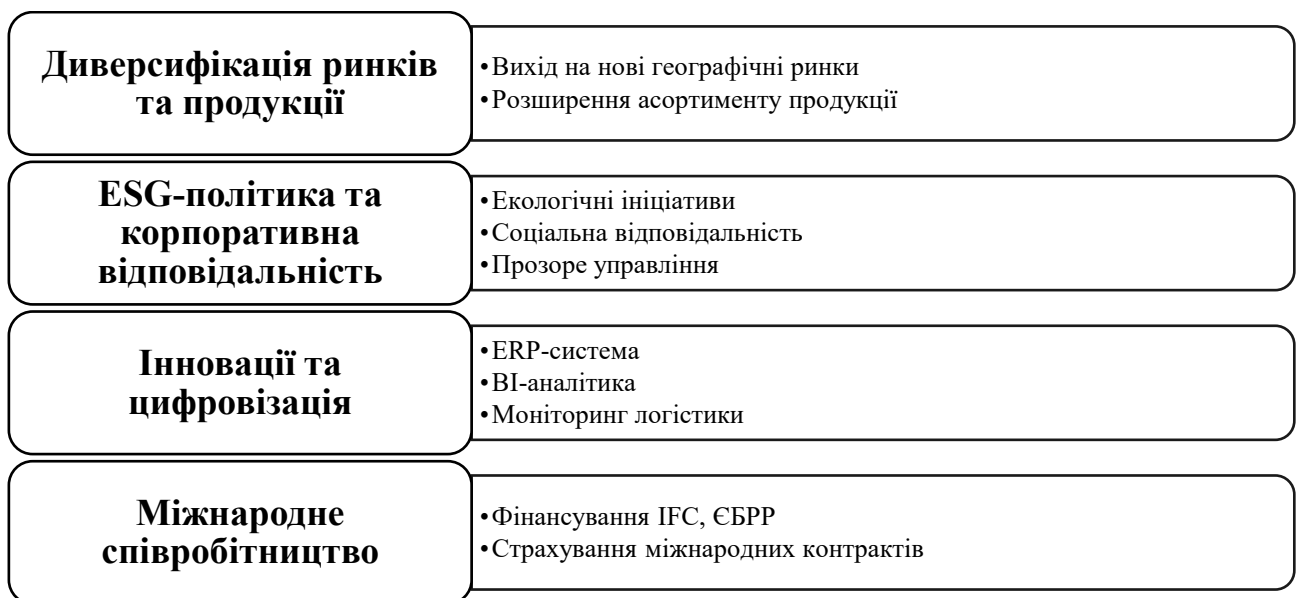 Диверсифікація ринків
та продукції
•Вихід на нові географічні ринки
•Розширення асортименту продукції
ESG-політика та
корпоративна
відповідальність
•Екологічні ініціативи
•Соціальна відповідальність
•Прозоре управління
Інновації та
цифровізація
•ERP-система
•BI-аналітика
•Моніторинг логістики
Міжнародне
співробітництво
•Фінансування IFC, ЄБРР
•Страхування міжнародних контрактів